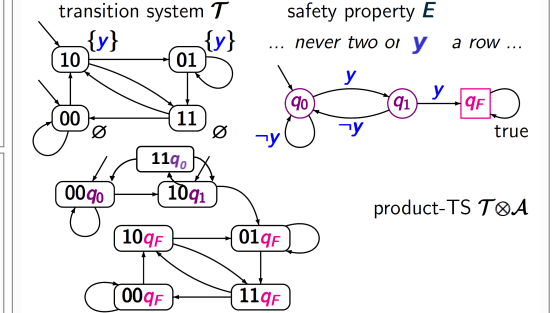 transition system 𝒯
safety property E
{y}
{y}
... never two or y a row ...
10
01
y
y
q0
q1
qF
00
11
∅
∅
¬y
¬y
true
11q0
00q0
10q1
product-TS 𝒯⊗𝒜
10qF
01qF
00qF
11qF